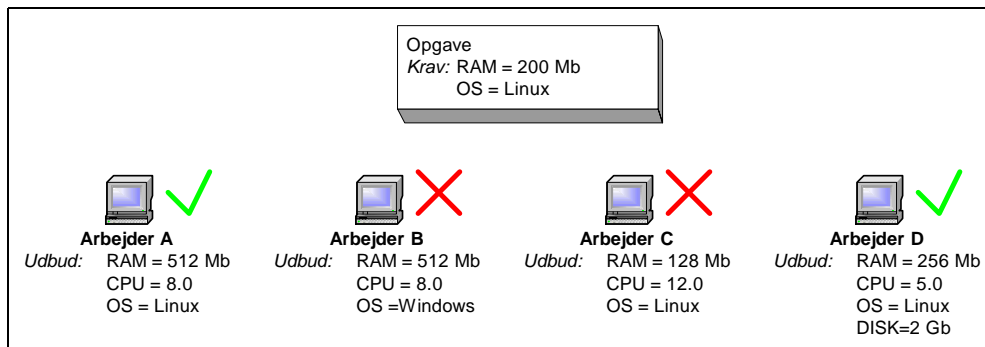 Opgave
Krav: RAM = 200 Mb
OS = Linux
Arbejder A
Udbud: RAM = 512 Mb
CPU = 8.0
OS = Linux
Arbejder B
Udbud: RAM = 512 Mb
CPU = 8.0
OS =Windows
Arbejder C
Udbud: RAM = 128 Mb
CPU = 12.0
OS = Linux
Arbejder D
Udbud: RAM = 256 Mb
CPU = 5.0
OS = Linux
DISK=2 Gb